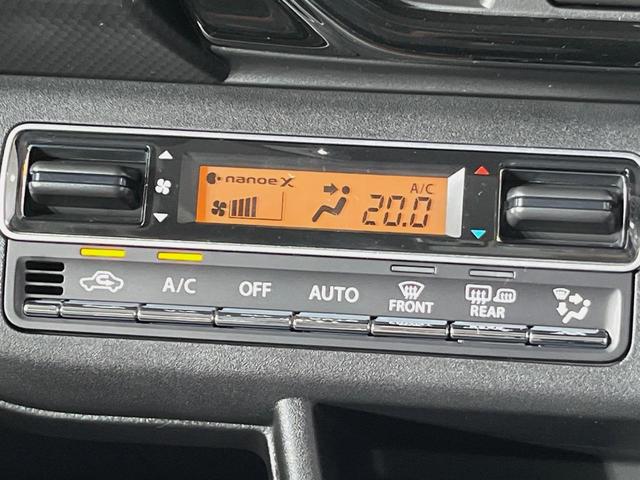 nanoe X
A/C
20.0
A/C OFF AUTO FRONT REAR